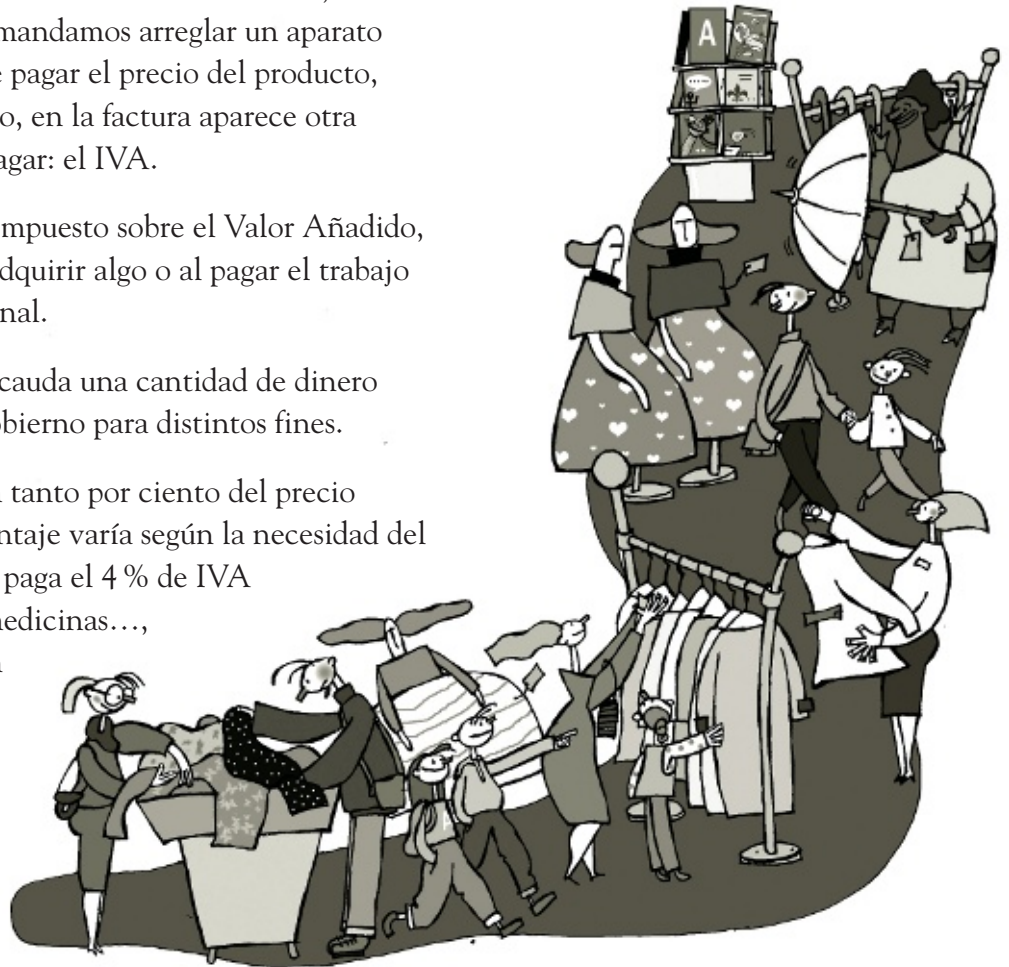 mandamos arreglar un aparato
pagar el precio del producto,
en la factura aparece otra
el IVA.
mpuesto sobre el Valor Añadido,
dquirir algo o al pagar el trabajo
nal.
cauda una cantidad de dinero
obierno para distintos fines.
tanto por ciento del precio
ntaje varía según la necesidad del
paga el 4 % de IVA
medicinas…,
A